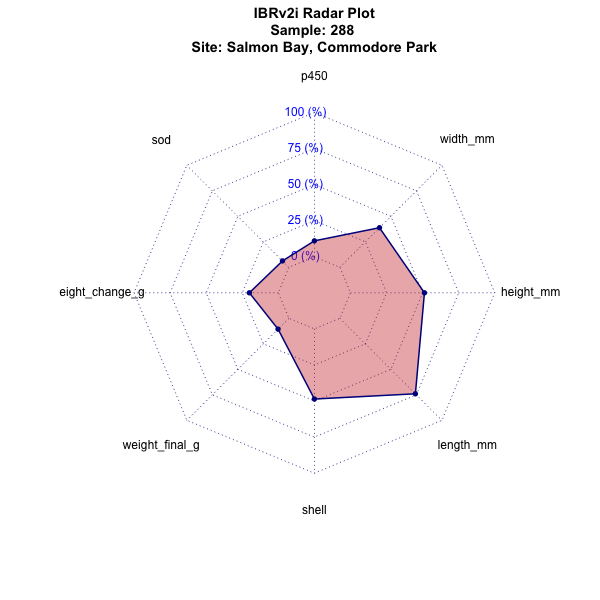 IBRv2i Radar Plot
Sample: 288
Site: Salmon Bay, Commodore Park
p450
100 (%)
sod
width_mm
75 (%)
50 (%)
25 (%)
0 (%)
eight_change_g
height_mm
weight_final_g
length_mm
shell